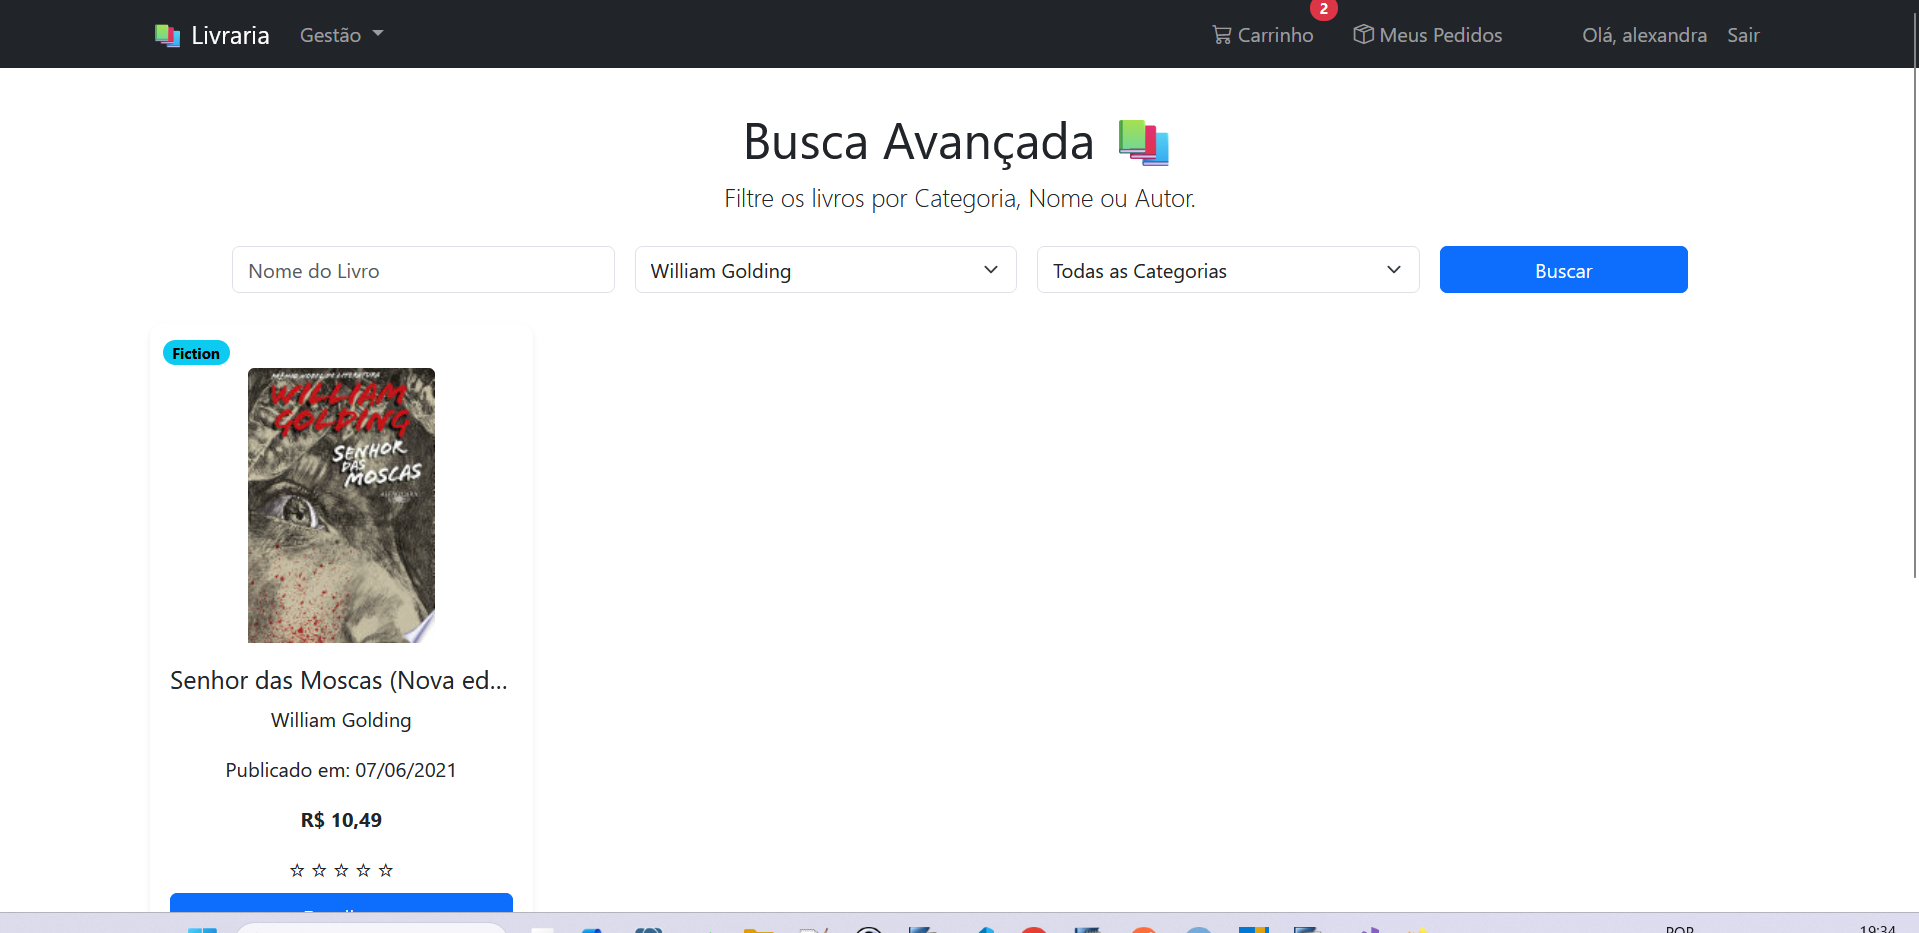 Livraria
Gestão
2
Carrinho
Meus Pedidos
Olá, alexandra
Sair
Busca Avançada
Filtre os livros por Categoria, Nome ou Autor.
Nome do Livro
William Golding
Todas as Categorias
Buscar
Fiction
WILLIAM
GOLDING
SENHOR
DAS
MOSCAS
Senhor das Moscas (Nova ed...
William Golding
Publicado em: 07/06/2021
R$ 10,49
☆ ☆ ☆ ☆ ☆
POR
19:34